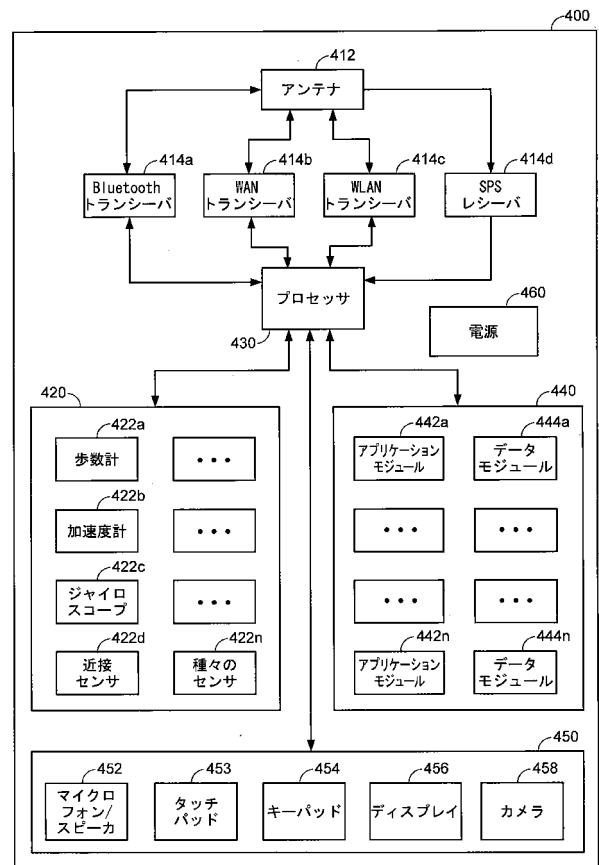 400
412
アンテナ
414a
414b
414c
414d
Bluetooth
トランシーバ
WAN
トランシーバ
WLAN
トランシーバ
SPS
レシーバ
プロセッサ
430
460
電源
420
440
422a
歩数計
•••
422b
加速度計
•••
422c
ジャイロ
スコープ
•••
422d
近接
センサ
422n
種々の
センサ
442a
アプリケーション
モジュール
444a
データ
モジュール
•••
•••
•••
•••
442n
アプリケーション
モジュール
444n
データ
モジュール
450
452
マイクロ
フォン/
スピーカ
453
タッチ
パッド
454
キーパッド
456
ディスプレイ
458
カメラ